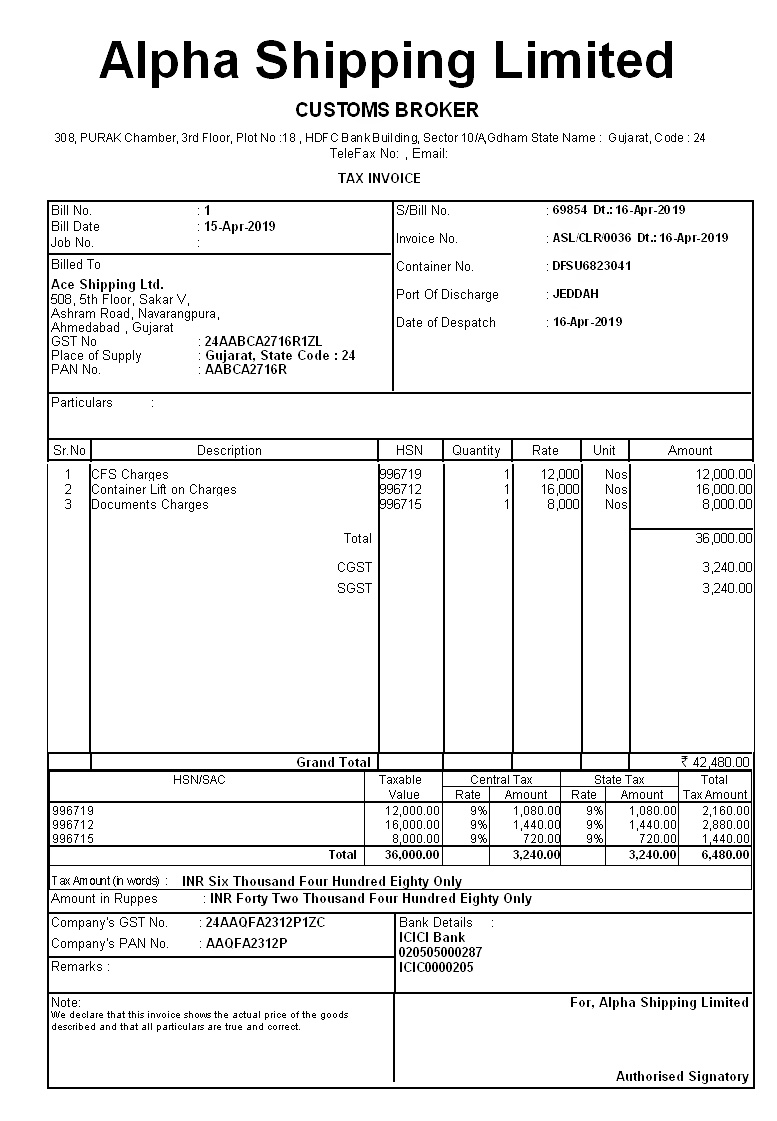 Alpha Shipping Limited
CUSTOMS BROKER
308, PURAK Chamber, 3rd Floor, Plot No :18 , HDFC Bank Building, Sector 10/A,Gdham State Name : Gujarat, Code : 24
TeleFax No: , Email:
TAX INVOICE
Bill No. : 1
Bill Date : 15-Apr-2019
Job No. :
S/Bill No. : 69854 Dt.: 16-Apr-2019
Invoice No. : ASL/CLR/0036 Dt.: 16-Apr-2019
Container No. : DFSU6823041
Port Of Discharge : JEDDAH
Date of Despatch : 16-Apr-2019
Billed To
Ace Shipping Ltd.
508, 5th Floor, Sakar V,
Ashram Road, Navarangpura,
Ahmedabad , Gujarat
GST No : 24AABCA2716R1ZL
Place of Supply : Gujarat, State Code : 24
PAN No. : AABCA2716R
Particulars :
Sr.No Description HSN Quantity Rate Unit Amount
1 CFS Charges 996719 1 12,000 Nos 12,000.00
2 Container Lift on Charges 996712 1 16,000 Nos 16,000.00
3 Documents Charges 996715 1 8,000 Nos 8,000.00
Total 36,000.00
CGST 3,240.00
SGST 3,240.00
Grand Total ₹ 42,480.00
HSN/SAC Taxable Central Tax State Tax Total
Value Rate Amount Rate Amount Tax Amount
996719 12,000.00 9% 1,080.00 9% 1,080.00 2,160.00
996712 16,000.00 9% 1,440.00 9% 1,440.00 2,880.00
996715 8,000.00 9% 720.00 9% 720.00 1,440.00
Total 36,000.00 3,240.00 3,240.00 6,480.00
Tax Amount (in words) : INR Six Thousand Four Hundred Eighty Only
Amount in Ruppes : INR Forty Two Thousand Four Hundred Eighty Only
Company's GST No. : 24AAQFA2312P1ZC
Company's PAN No. : AAQFA2312P
Remarks :
Bank Details :
ICICI Bank
020505000287
ICIC0000205
Note:
We declare that this invoice shows the actual price of the goods
described and that all particulars are true and correct.
For, Alpha Shipping Limited
Authorised Signatory